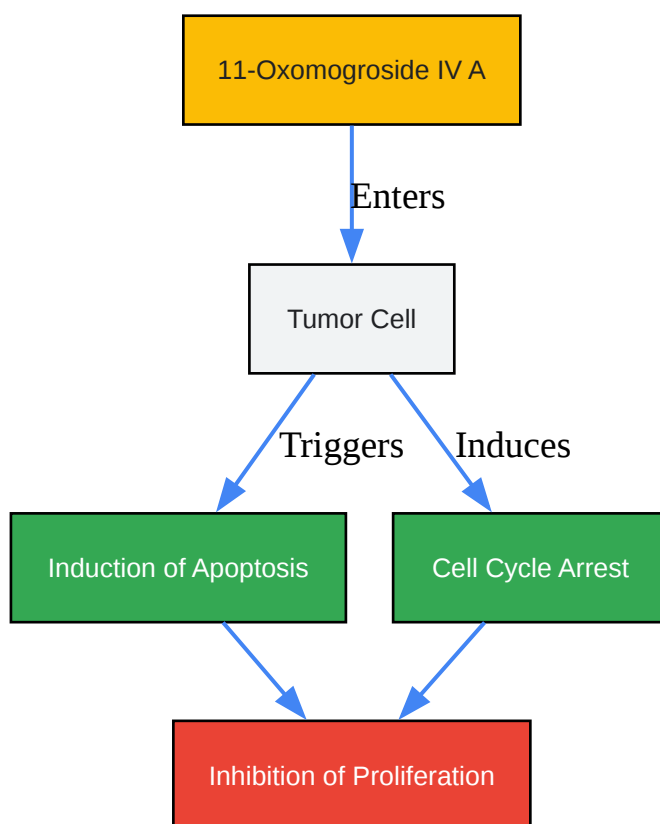 11-Oxomogroside IV A
Enters
Tumor Cell
Triggers
Induces
Induction of Apoptosis
Cell Cycle Arrest
Inhibition of Proliferation